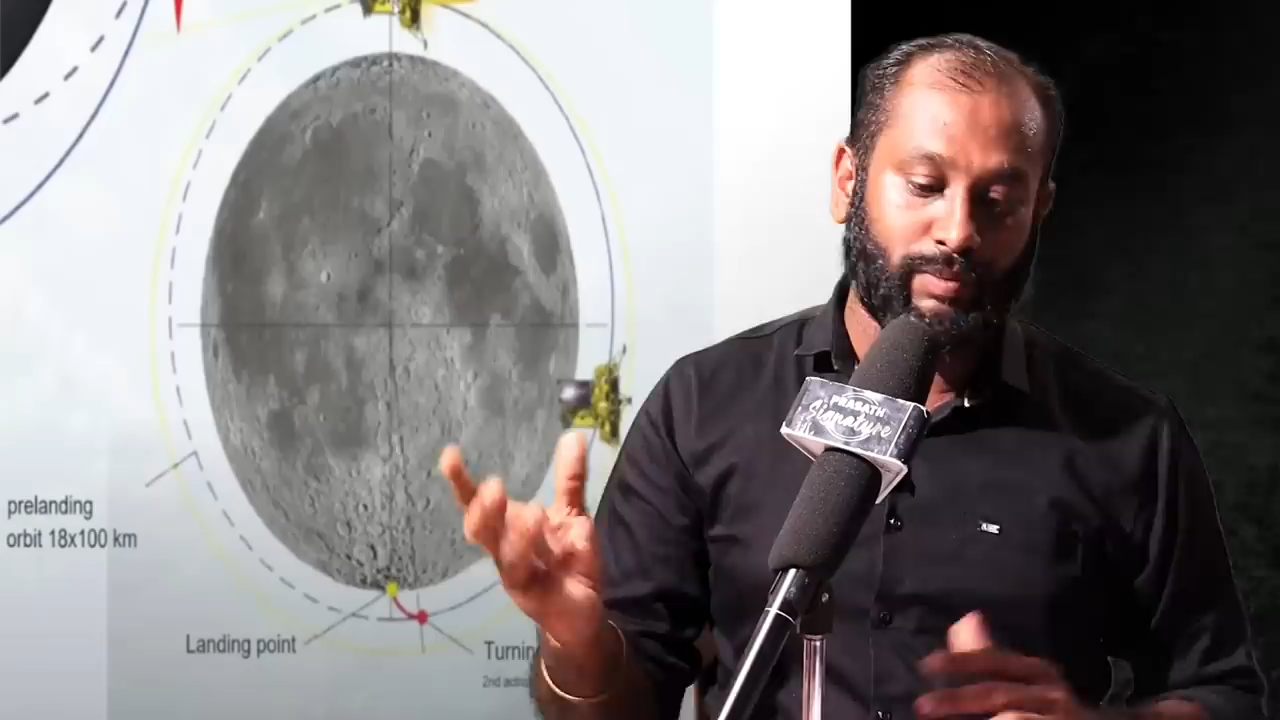 prelanding
orbit 18x100 km
Landing point
Turnin
PRASATH
Signature